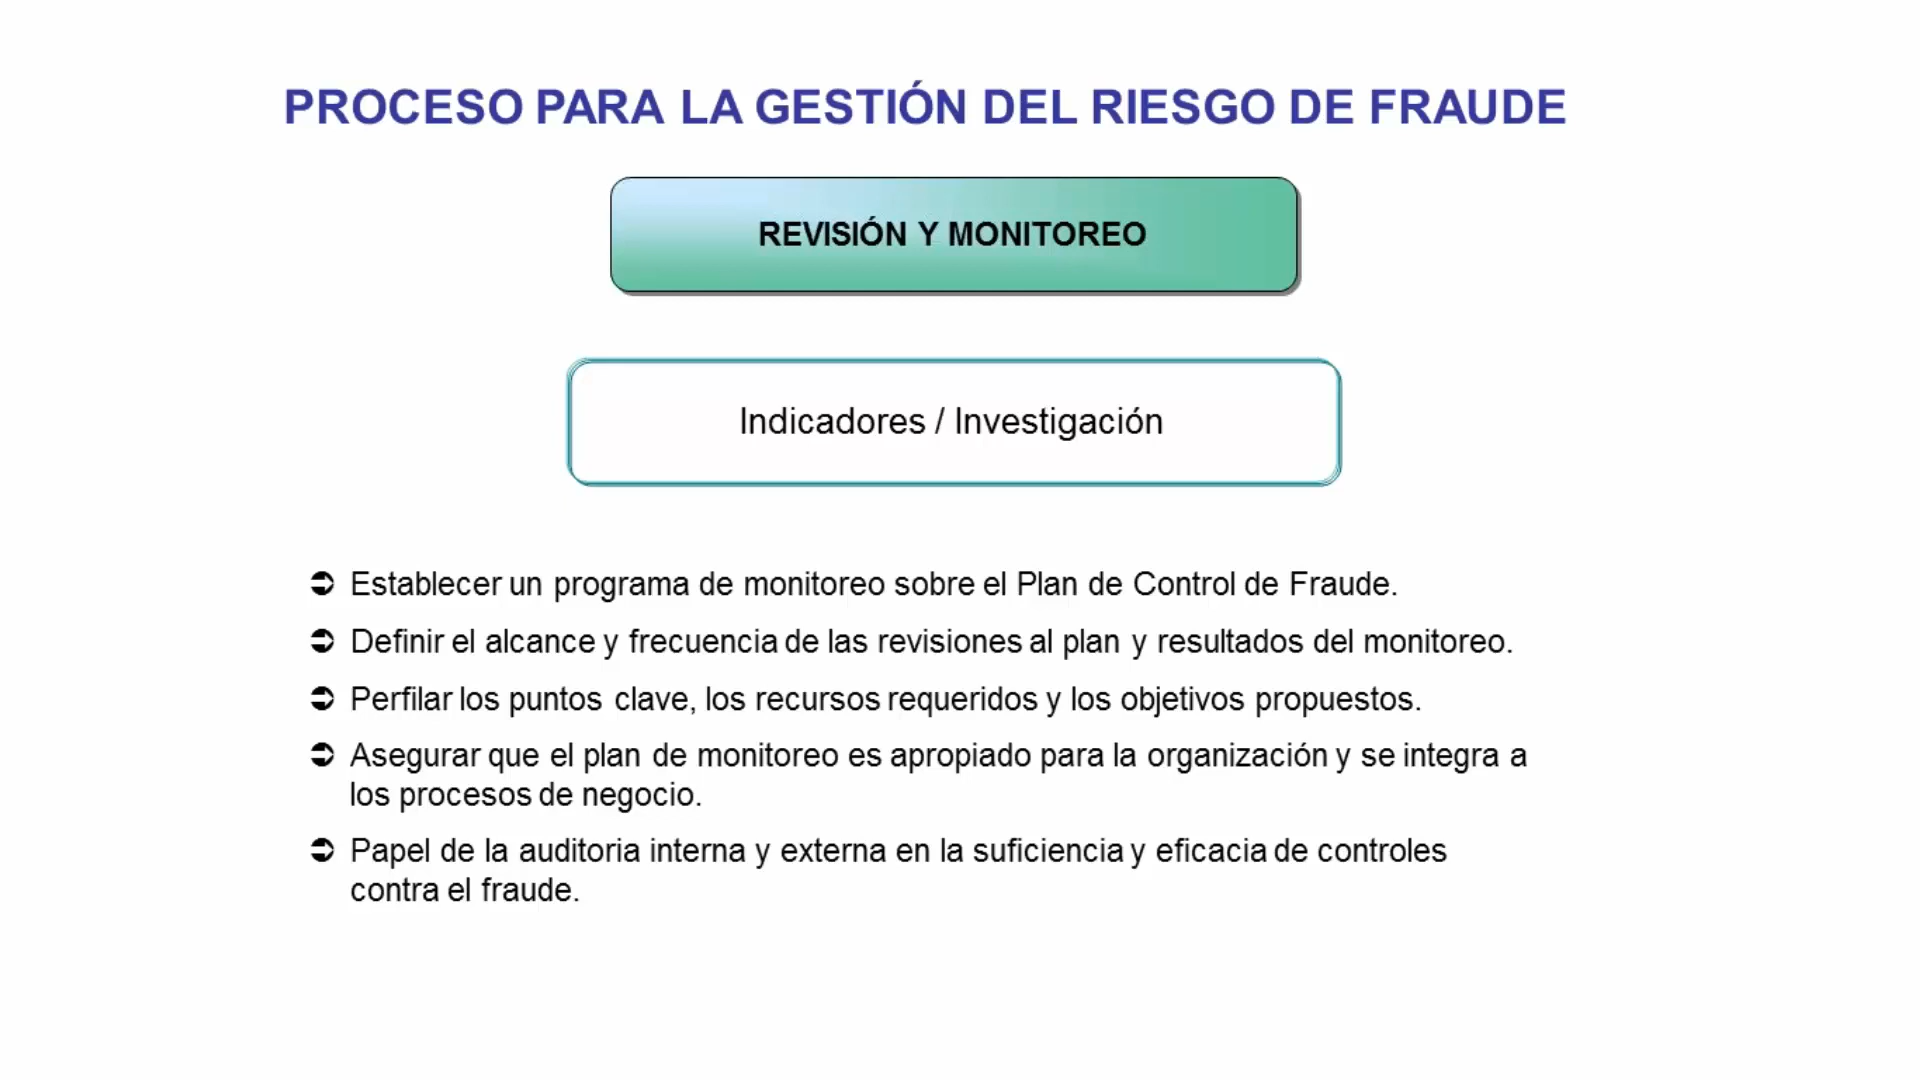 PROCESO PARA LA GESTIÓN DEL RIESGO DE FRAUDE
REVISIÓN Y MONITOREO
Indicadores / Investigación
➲ Establecer un programa de monitoreo sobre el Plan de Control de Fraude.
➲ Definir el alcance y frecuencia de las revisiones al plan y resultados del monitoreo.
➲ Perfilar los puntos clave, los recursos requeridos y los objetivos propuestos.
➲ Asegurar que el plan de monitoreo es apropiado para la organización y se integra a
los procesos de negocio.
➲ Papel de la auditoria interna y externa en la suficiencia y eficacia de controles
contra el fraude.